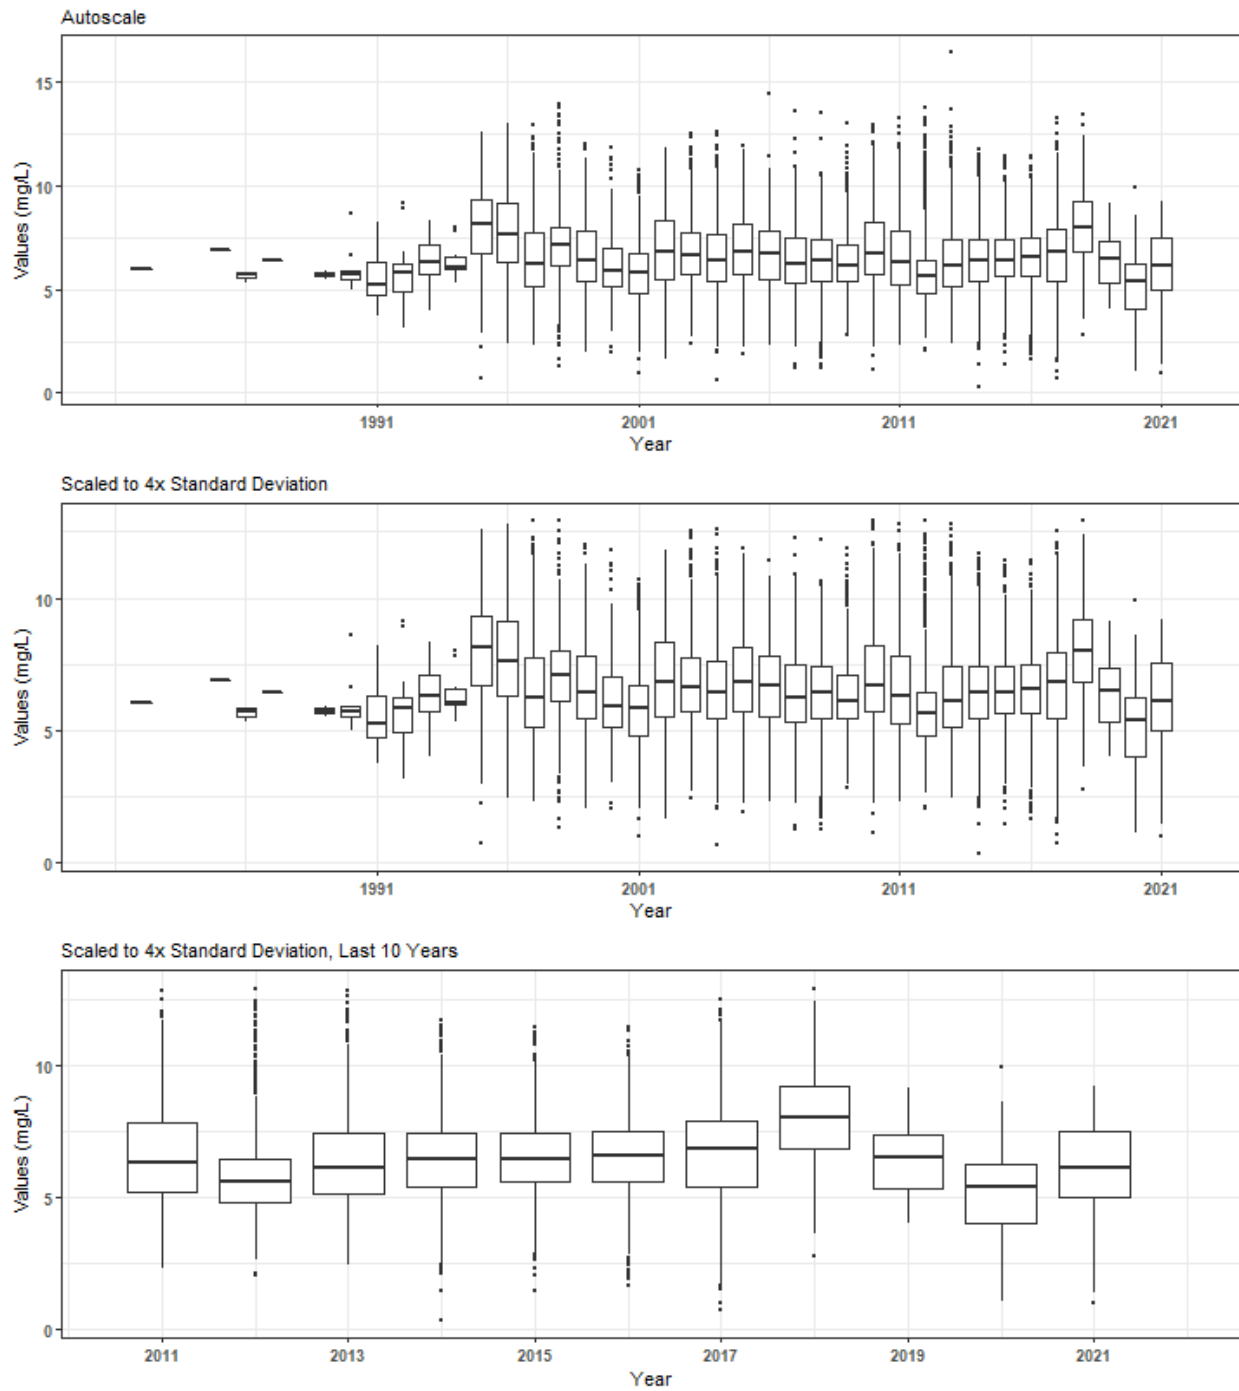 Autoscale
15
10
5
0
Values (mg/L)
1991
2001
2011
2021
Year
Scaled to 4x Standard Deviation
10
5
0
Values (mg/L)
1991
2001
2011
2021
Year
Scaled to 4x Standard Deviation, Last 10 Years
10
5
0
Values (mg/L)
2011
2013
2015
2017
2019
2021
Year